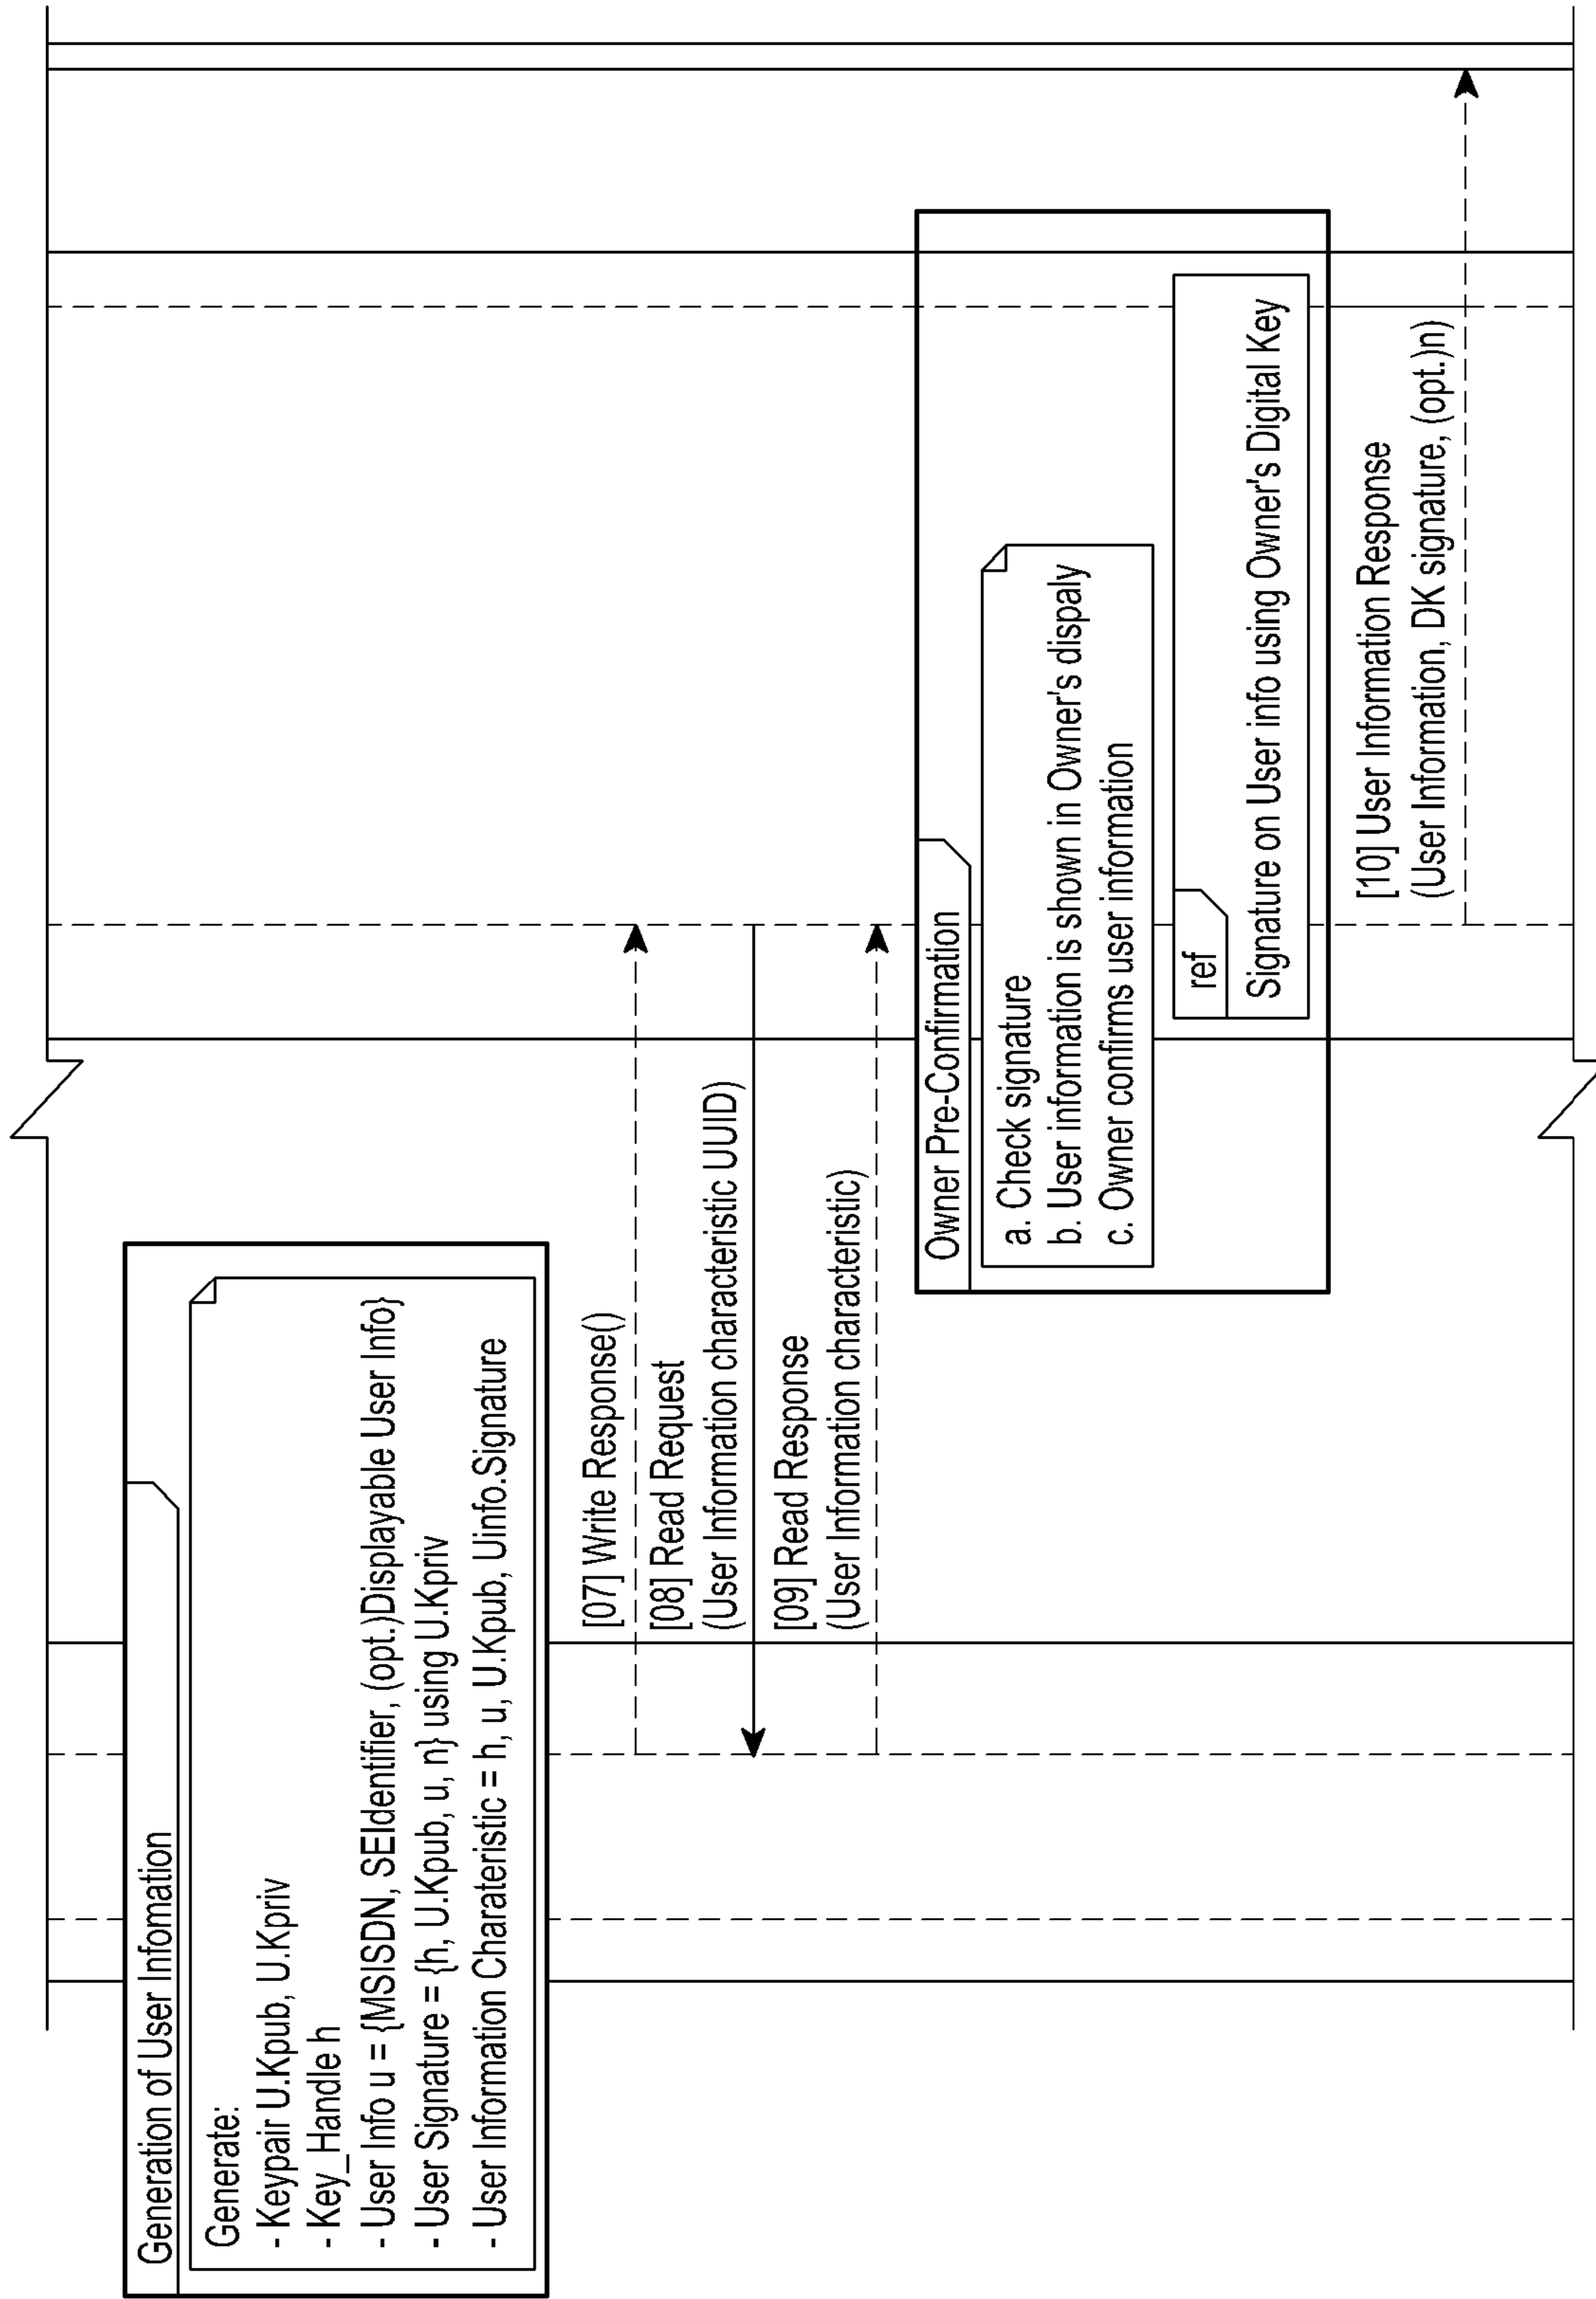 Generation of User Infomation
Generate:
- Keypair U.Kpub, U.Kpriv
- Key_Handle h
- User Info u = {MSISDN, SEIdentifier, (opt.)Displayable User Info}
- User Signature = {h, U.Kpub, u, n} using U.Kpriv
- User Information Charateristic = h, u, U.Kpub, Uinfo.Signature
[07] Write Response()
[08] Read Request
(User Information characteristic UUID)
[09] Read Response
(User Information characteristic)
Owner Pre-Confirmation
a. Check signature
b. User information is shown in Owner's dispaly
c. Owner confirms user information
ref
Signature on User info using Owner's Digital Key
[10] User Information Response
(User Information, DK signature, (opt.)n)